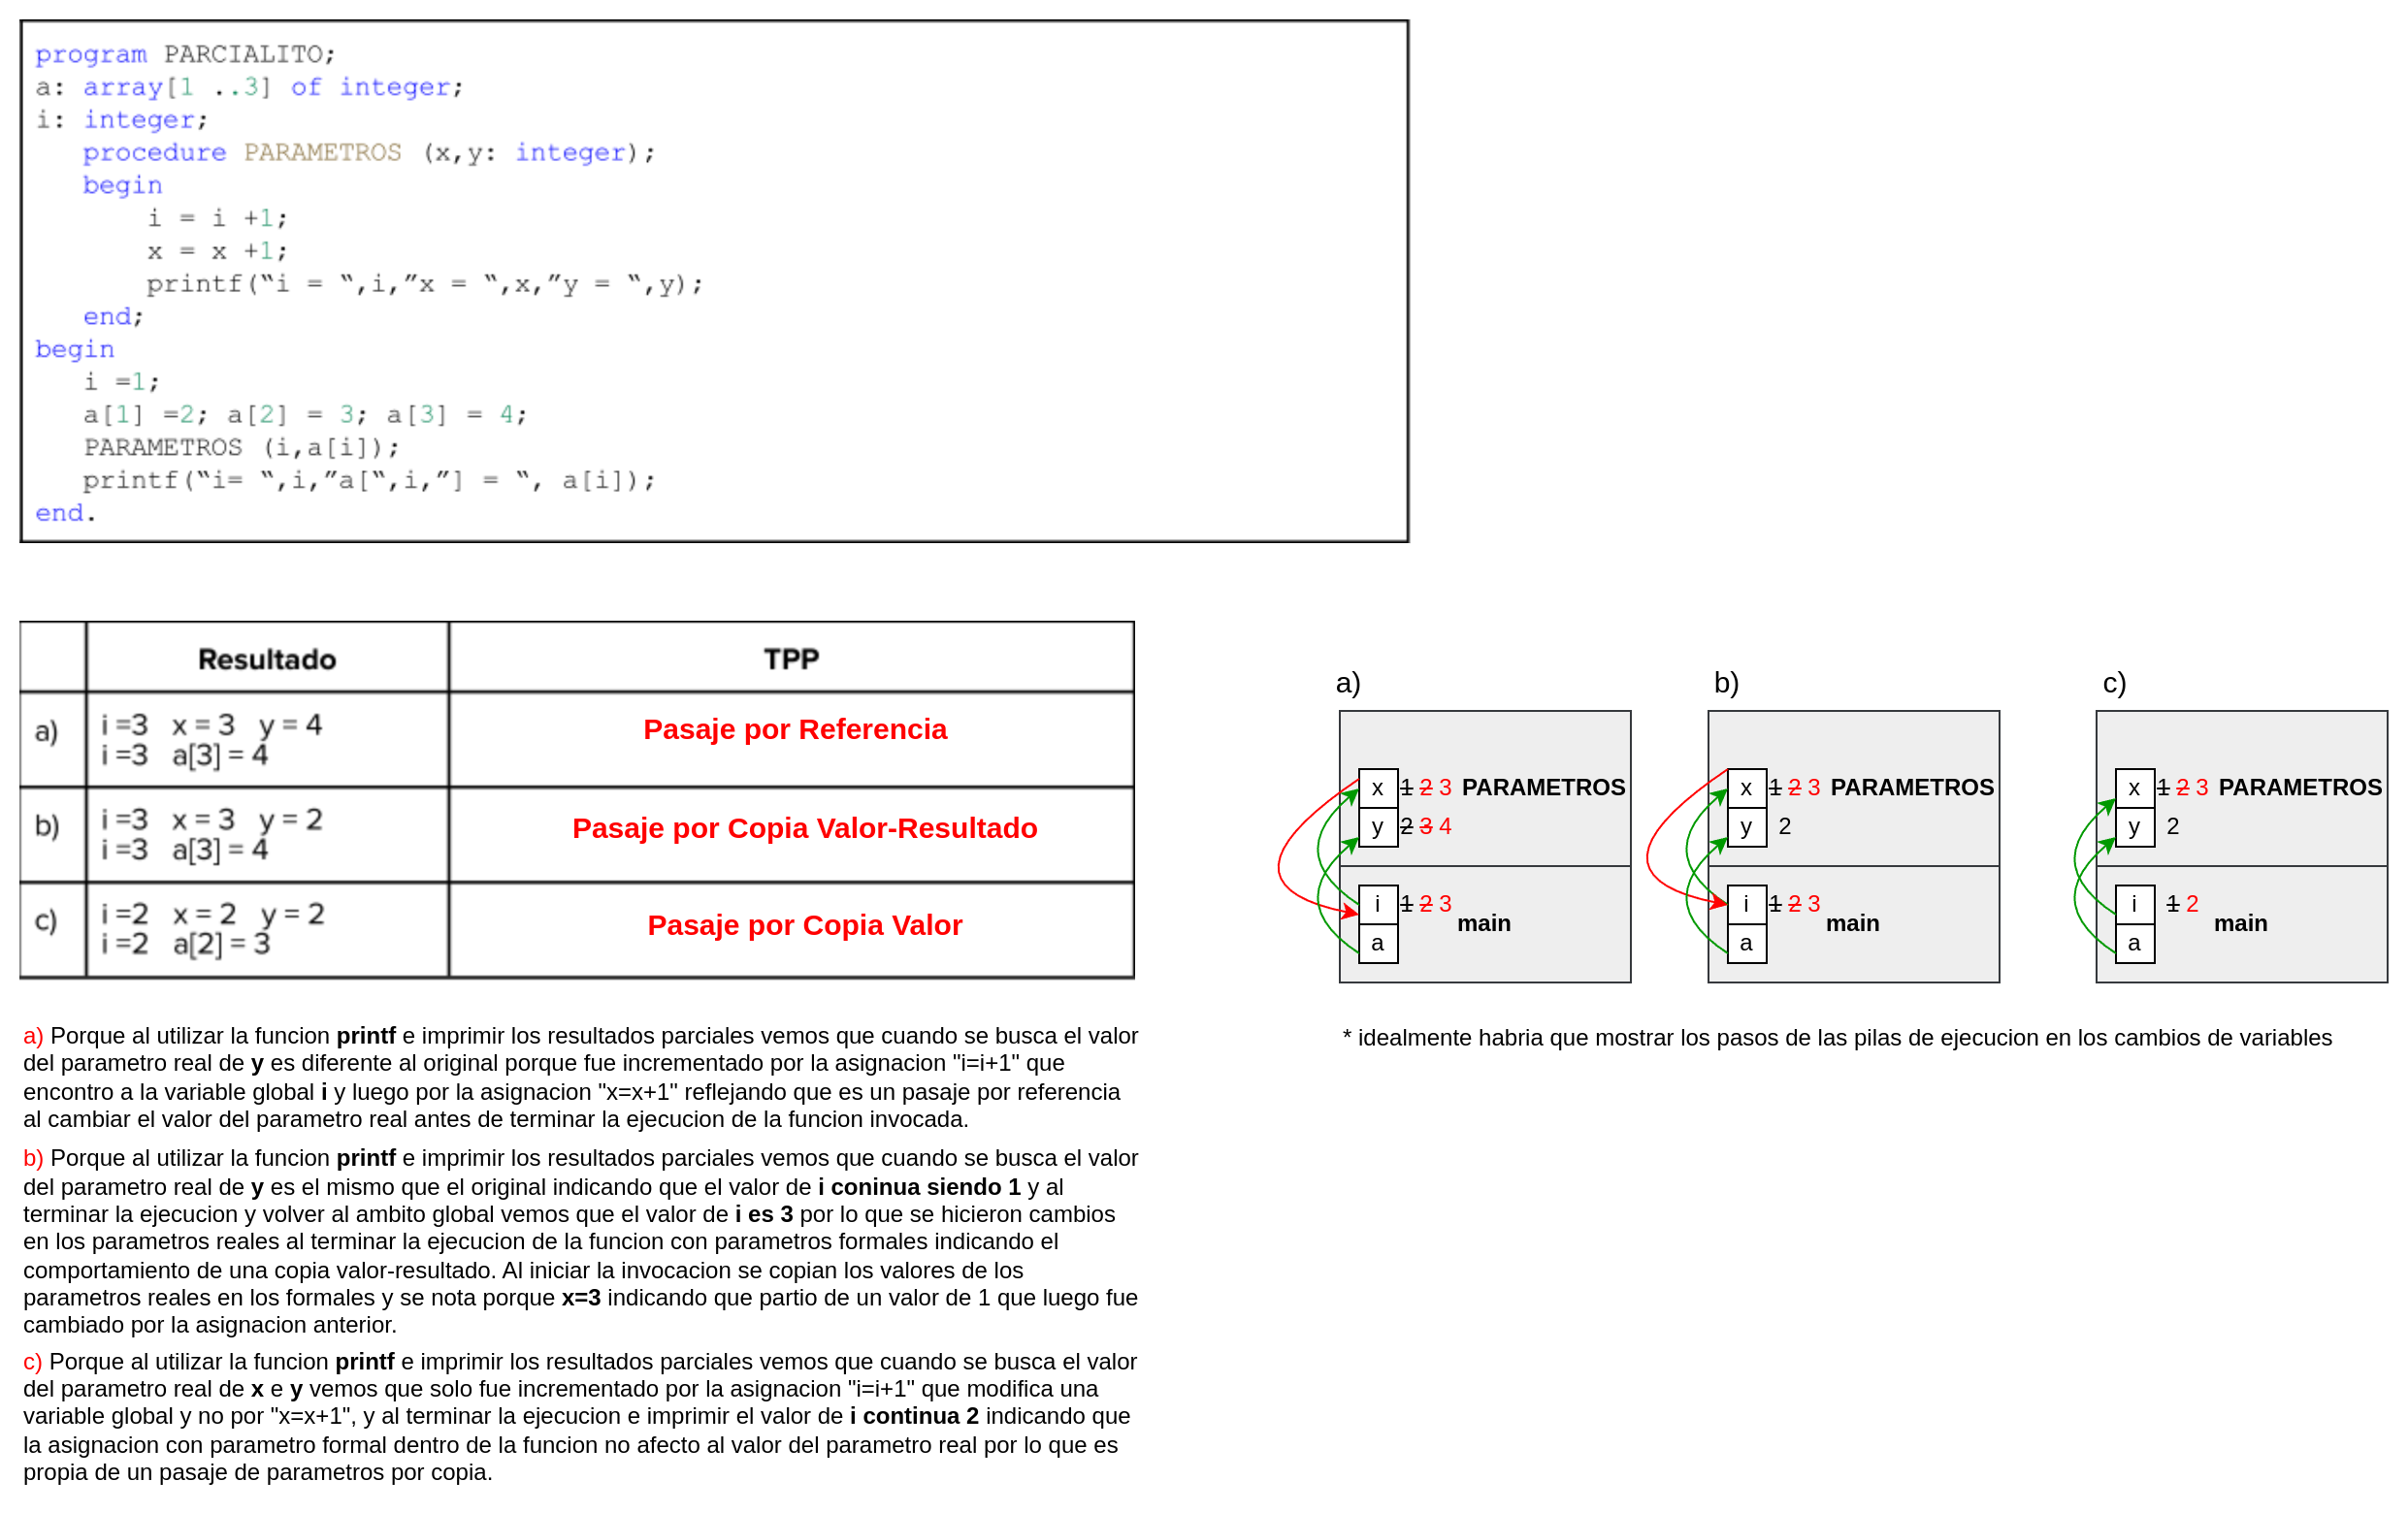 program PARCIALITO;
a: array[1 ..3] of integer;
i: integer;
procedure PARAMETROS (x,y: integer);
begin
i = i +1;
x = x +1;
printf(“i = “,i,”x = “,x,”y = “,y);
end;
begin
i =1;
a[1] =2; a[2] = 3; a[3] = 4;
PARAMETROS (i,a[i]);
printf(“i= “,i,”a[“,i,”] = “, a[i]);
end.
Resultado TPP
a) i =3 x = 3 y = 4
i =3 a[3] = 4
Pasaje por Referencia
b) i =3 x = 3 y = 2
i =3 a[3] = 4
Pasaje por Copia Valor-Resultado
c) i =2 x = 2 y = 2
i =2 a[2] = 3
Pasaje por Copia Valor
a) Porque al utilizar la funcion printf e imprimir los resultados parciales vemos que cuando se busca el valor
del parametro real de y es diferente al original porque fue incrementado por la asignacion "i=i+1" que
encontro a la variable global i y luego por la asignacion "x=x+1" reflejando que es un pasaje por referencia
al cambiar el valor del parametro real antes de terminar la ejecucion de la funcion invocada.
b) Porque al utilizar la funcion printf e imprimir los resultados parciales vemos que cuando se busca el valor
del parametro real de y es el mismo que el original indicando que el valor de i coninua siendo 1 y al
terminar la ejecucion y volver al ambito global vemos que el valor de i es 3 por lo que se hicieron cambios
en los parametros reales al terminar la ejecucion de la funcion con parametros formales indicando el
comportamiento de una copia valor-resultado. Al iniciar la invocacion se copian los valores de los
parametros reales en los formales y se nota porque x=3 indicando que partio de un valor de 1 que luego fue
cambiado por la asignacion anterior.
c) Porque al utilizar la funcion printf e imprimir los resultados parciales vemos que cuando se busca el valor
del parametro real de x e y vemos que solo fue incrementado por la asignacion "i=i+1" que modifica una
variable global y no por "x=x+1", y al terminar la ejecucion e imprimir el valor de i continua 2 indicando que
la asignacion con parametro formal dentro de la funcion no afecto al valor del parametro real por lo que es
propia de un pasaje de parametros por copia.
a)
x 1 2 3 PARAMETROS
y 2 3 4
i 1 2 3
main
a
b)
x 1 2 3 PARAMETROS
y 2
i 1 2 3
main
a
c)
x 1 2 3 PARAMETROS
y 2
i 1 2
main
a
* idealmente habria que mostrar los pasos de las pilas de ejecucion en los cambios de variables